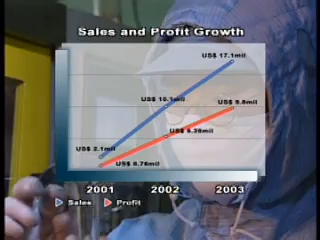 Sales and Profit Growth
US$ 17.1mil
US$ 10.1mil
US$ 9.8mil
US$ 6.28mil
US$ 2.1mil
US$ 0.76mil
2001 2002 2003
Sales Profit